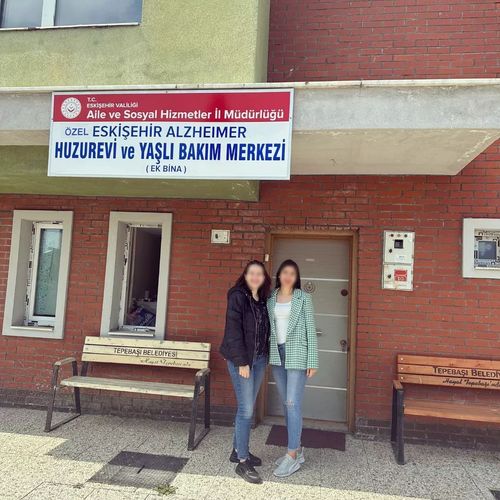 T.C.
ESKİŞEHİR VALİLİĞİ
Aile ve Sosyal Hizmetler İl Müdürlüğü
ÖZEL ESKİŞEHİR ALZHEIMER
HUZUREVİ ve YAŞLI BAKIM MERKEZİ
( EK BİNA )
TEPEBAŞI BELEDİYESİ
TEPEBAŞI BELEDİYE